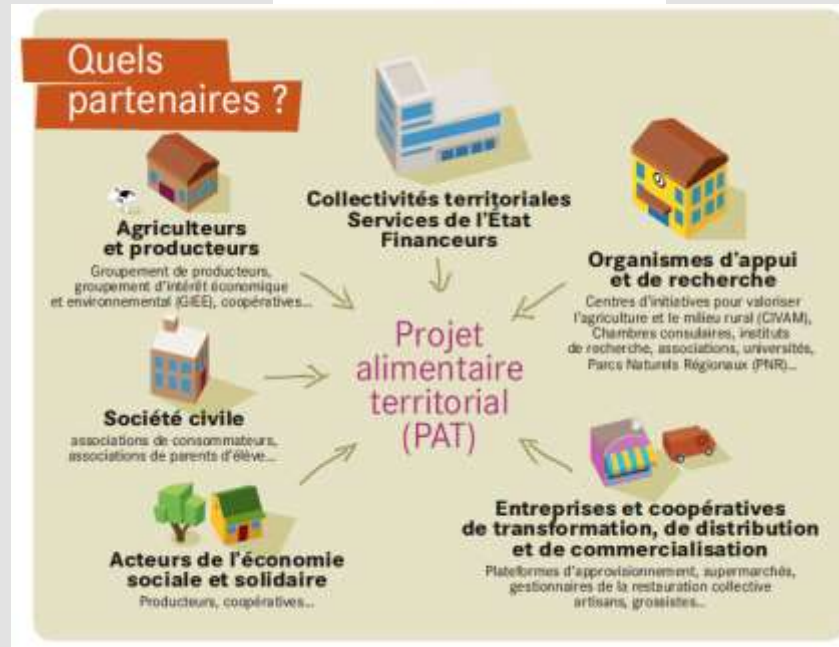 Quels
partenaires ?
Agriculteurs
et producteurs
Groupement de producteurs,
groupement d'intérêt économique
et environnemental (GIEE), coopératives...
Collectivités territoriales
Services de l'État
Financeurs
Organismes d'appui
et de recherche
Centres d'initiatives pour valoriser
l'agriculture et le milieu rural (CIVAM),
Chambres consulaires, instituts
de recherche, associations, universités,
Parcs Naturels Régionaux (PNR)...
Projet
alimentaire
territorial
(PAT)
Société civile
associations de consommateurs,
associations de parents d'élève...
Acteurs de l'économie
sociale et solidaire
Producteurs, coopératives...
Entreprises et coopératives
de transformation, de distribution
et de commercialisation
Plateformes d'approvisionnement, supermarchés,
gestionnaires de la restauration collective
artisans, grossistes...